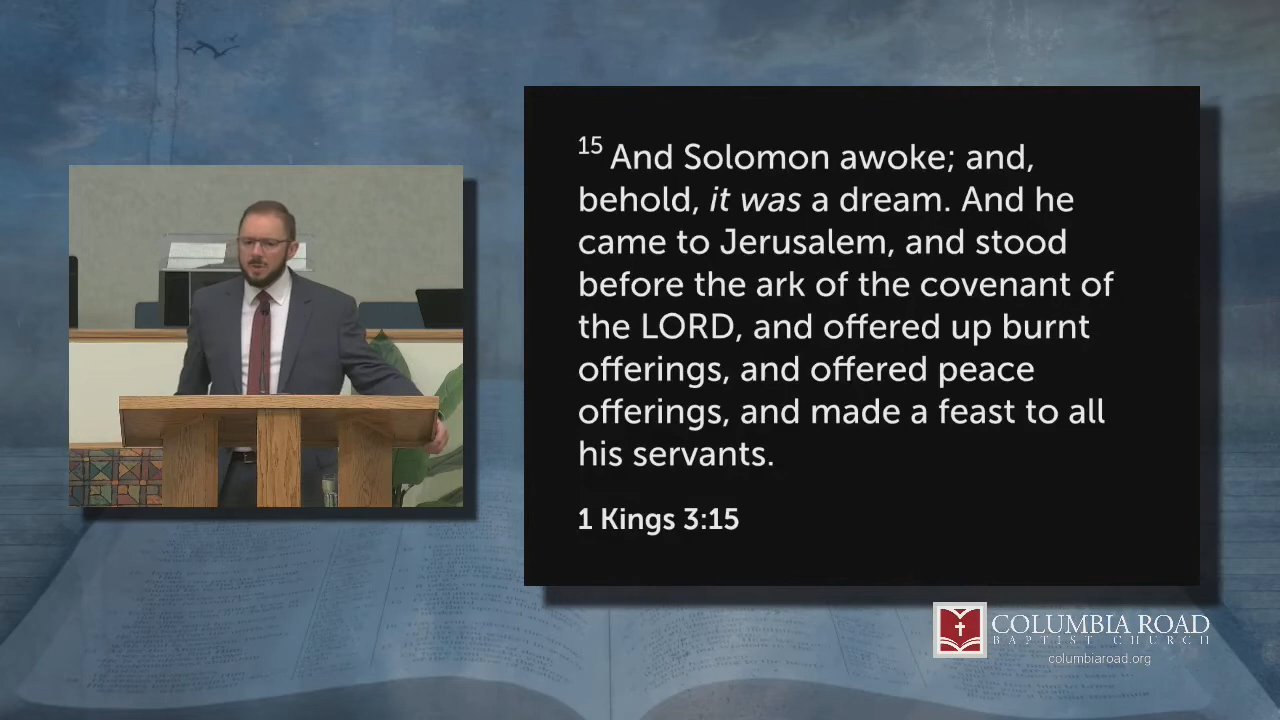 15 And Solomon awoke; and,
behold, it was a dream. And he
came to Jerusalem, and stood
before the ark of the covenant of
the LORD, and offered up burnt
offerings, and offered peace
offerings, and made a feast to all
his servants.
1 Kings 3:15
COLUMBIA ROAD
BAPTIST CHURCH
columbiaroad.org